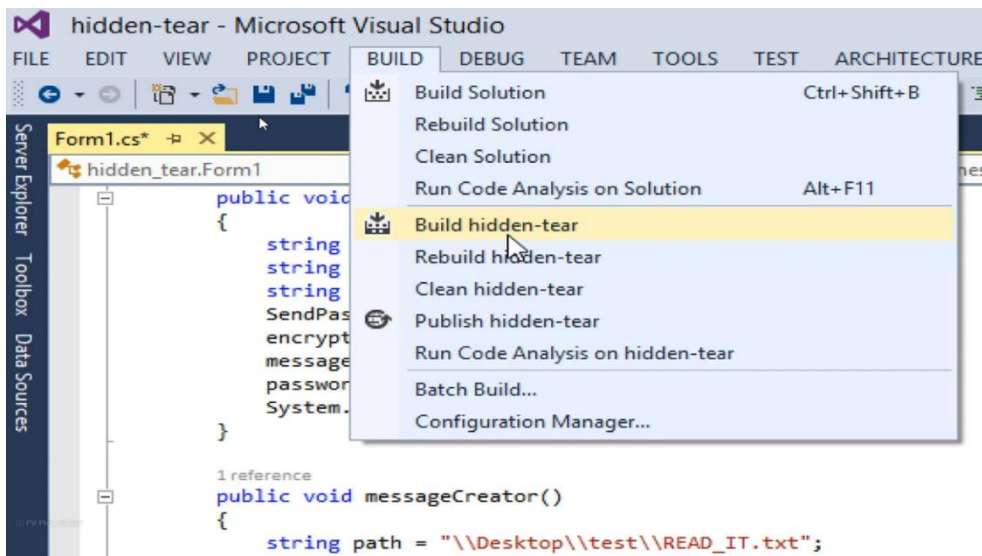 hidden-tear - Microsoft Visual Studio
FILE EDIT VIEW PROJECT BUILD DEBUG TEAM TOOLS TEST ARCHITECTURE
Build Solution Ctrl+Shift+B
Rebuild Solution
Clean Solution
Run Code Analysis on Solution Alt+F11
Build hidden-tear
Rebuild hidden-tear
Clean hidden-tear
Publish hidden-tear
Run Code Analysis on hidden-tear
Batch Build...
Configuration Manager...
Server Explorer
Toolbox
Data Sources
Form1.cs*
hidden_tear.Form1
public void
{
string
string
string
SendPas
encrypt
message
passwor
System.
}
1 reference
public void messageCreator()
{
string path = "\\Desktop\\test\\READ_IT.txt";